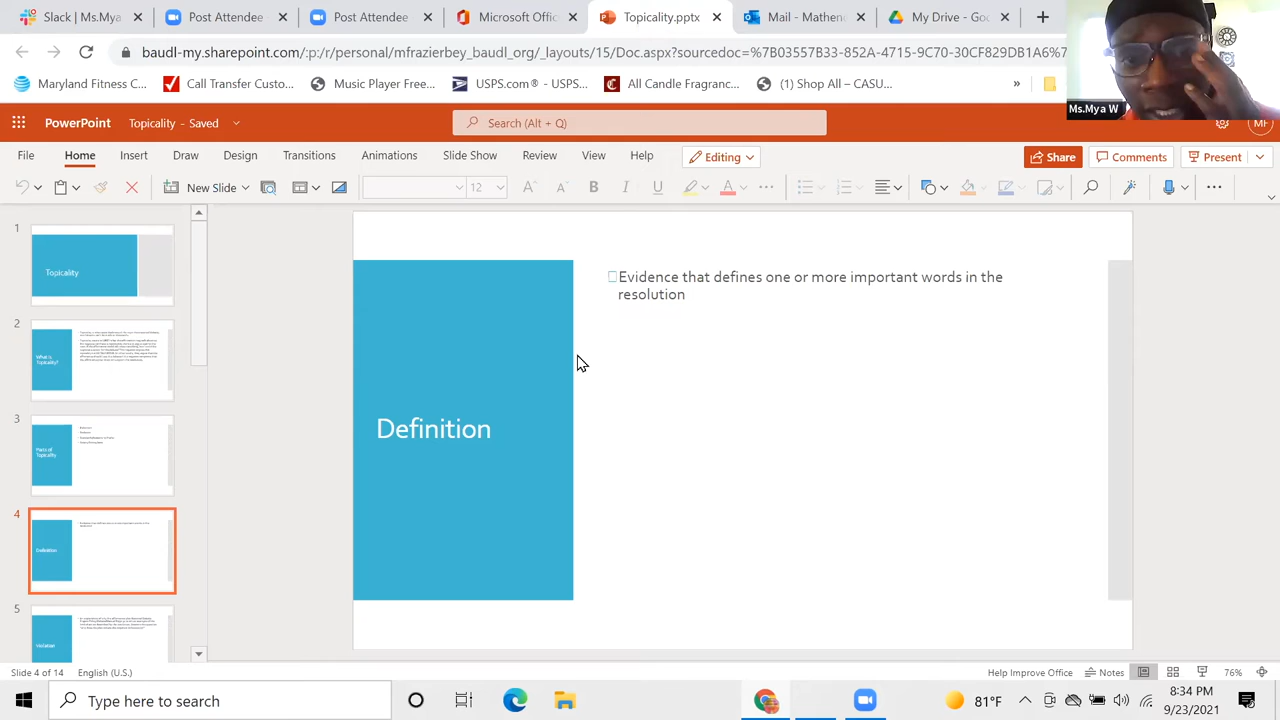 Slack | Ms.Mya
Post Attendee
Post Attendee
Microsoft Offic
Topicality.pptx
Mail - Mathen
My Drive - Goo
baudl-my.sharepoint.com/:p:/r/personal/mfrazierbey_baudl_org/_layouts/15/Doc.aspx?sourcedoc=%7B03557B33-852A-4715-9C70-30CF829DB1A6%7
Maryland Fitness C...
Call Transfer Custo...
Music Player Free...
USPS.com® - USPS...
All Candle Fragranc...
(1) Shop All – CASU...
»
Ms.Mya W
PowerPoint
Topicality - Saved
Search (Alt + Q)
MF
File
Home
Insert
Draw
Design
Transitions
Animations
Slide Show
Review
View
Help
Editing
Share
Comments
Present
New Slide
12
B
I
U
A
1
Topicality
2
What is
Topicality?
3
Parts of
Topicality
4
Definition
5
Violation
Evidence that defines one or more important words in the
resolution
Definition
Slide 4 of 14
English (U.S.)
Help Improve Office
Notes
76%
Type here to search
81°F
8:34 PM
9/23/2021